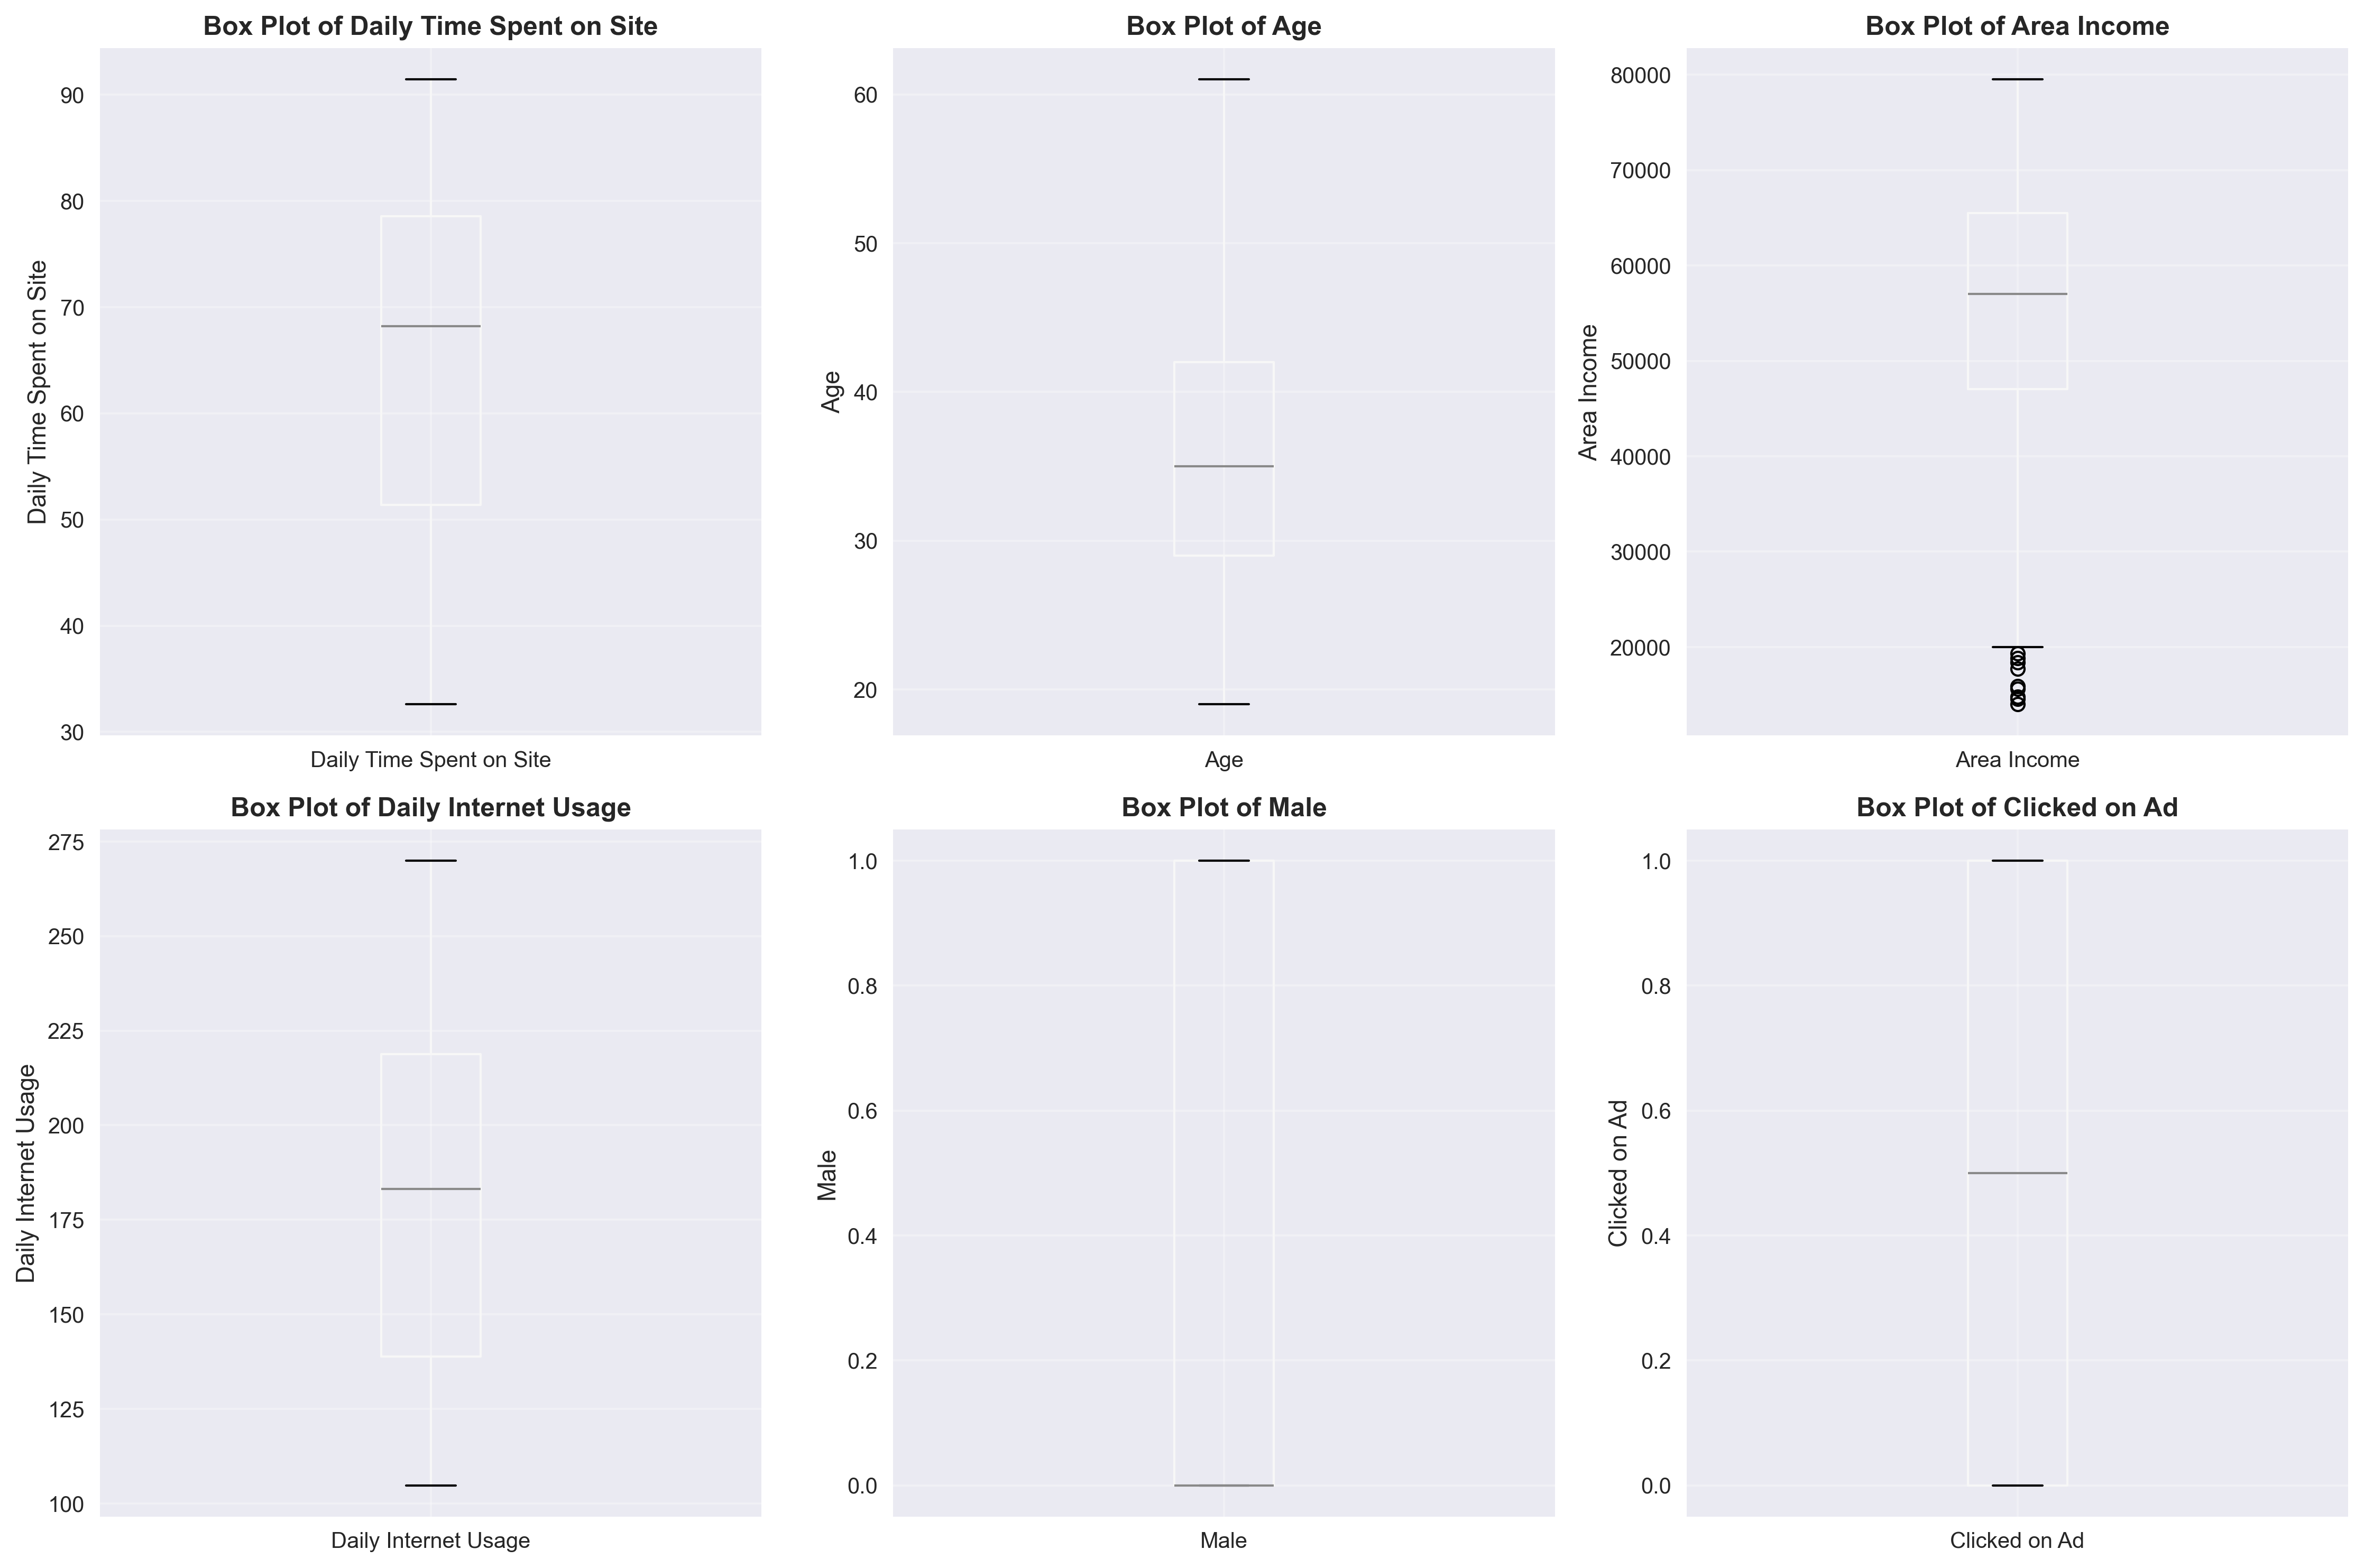 Box Plot of Daily Time Spent on Site
Daily Time Spent on Site
90
80
70
60
50
40
30
Daily Time Spent on Site
Box Plot of Age
Age
60
50
40
30
20
Age
Box Plot of Area Income
Area Income
80000
70000
60000
50000
40000
30000
20000
Area Income
Box Plot of Daily Internet Usage
Daily Internet Usage
275
250
225
200
175
150
125
100
Daily Internet Usage
Box Plot of Male
Male
1.0
0.8
0.6
0.4
0.2
0.0
Male
Box Plot of Clicked on Ad
Clicked on Ad
1.0
0.8
0.6
0.4
0.2
0.0
Clicked on Ad